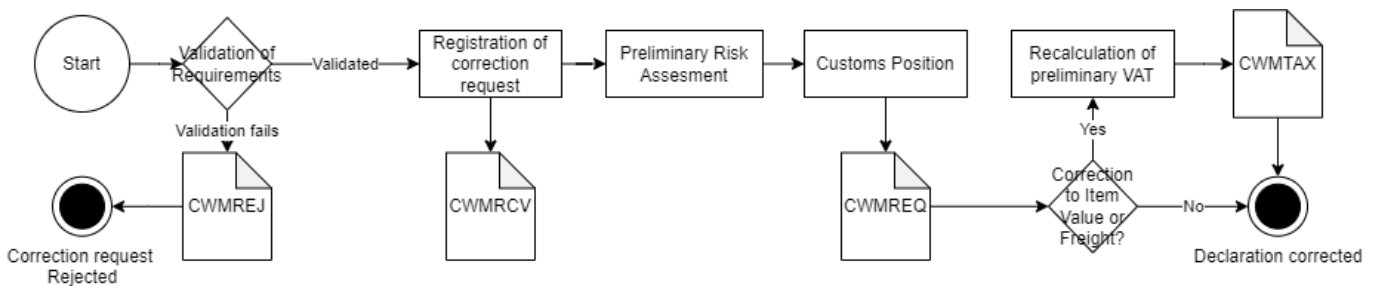 Start
Validation of
Requirements
Validated
Registration of
correction
request
Preliminary Risk
Assesment
Customs Position
Recalculation of
preliminary VAT
CWMTAX
Validation fails
Yes
CWMREJ
CWMRCV
CWMREQ
Correction
to Item
Value or
Freight?
No
Correction request
Rejected
Declaration corrected